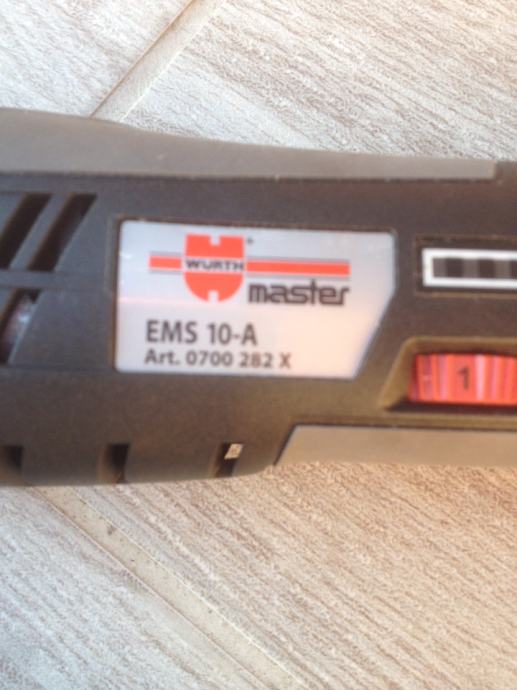 WURTH
master
EMS 10-A
Art. 0700 282 X
1